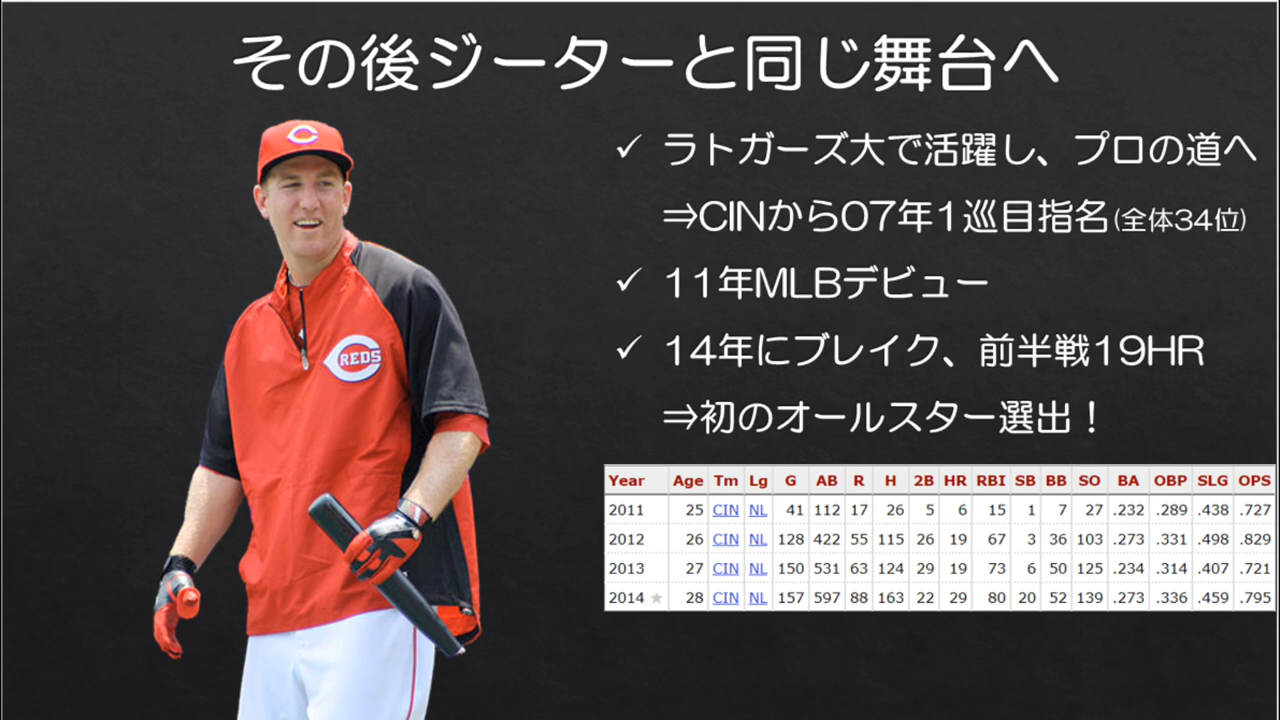 その後ジーターと同じ舞台へ
✓ ラトガーズ大で活躍し、プロの道へ
⇒CINから07年1巡目指名(全体34位)
✓ 11年MLBデビュー
✓ 14年にブレイク、前半戦19HR
⇒初のオールスター選出！
C
REDS
Year Age Tm Lg G AB R H 2B HR RBI SB BB SO BA OBP SLG OPS
2011 25 CIN NL 41 112 17 26 5 6 15 1 7 27 .232 .289 .438 .727
2012 26 CIN NL 128 422 55 115 26 19 67 3 36 103 .273 .331 .498 .829
2013 27 CIN NL 150 531 63 124 29 19 73 6 50 125 .234 .314 .407 .721
2014 ★ 28 CIN NL 157 597 88 163 22 29 80 20 52 139 .273 .336 .459 .795